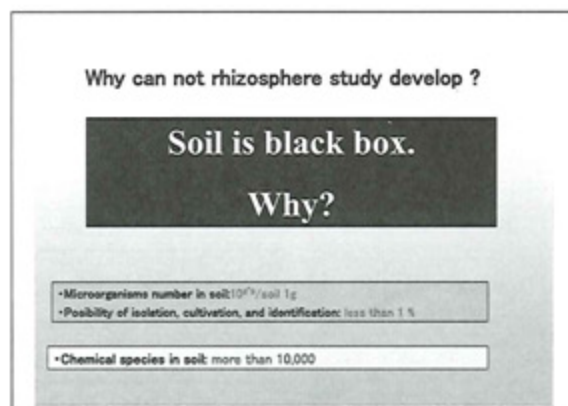 Why can not rhizosphere study develop ?
Soil is black box.
Why?
・Microorganisms number in soil: /soil 1g
・Posibility of isolation, cultivation, and identification: less than 1 %
・Chemical species in soil: more than 10,000